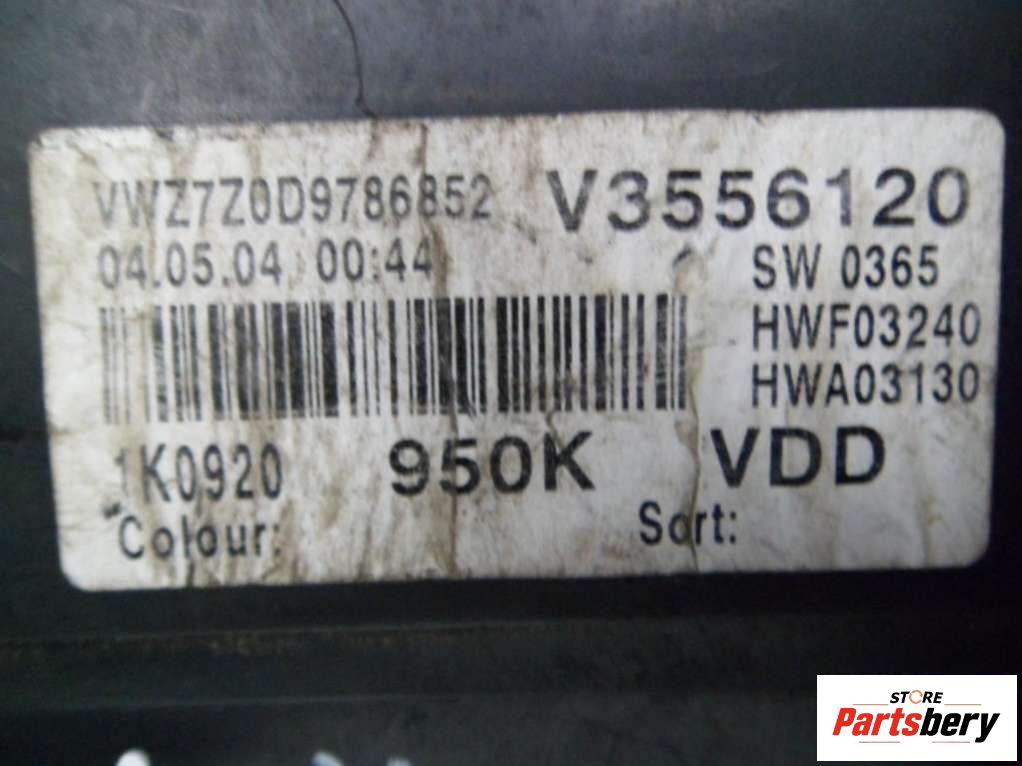 VWZ7Z0D9786852 V3556120
04.05.04 00:44 SW 0365
HWF03240
HWA03130
1K0920 950K VDD
Colour: Sort:
STORE
Partsbery